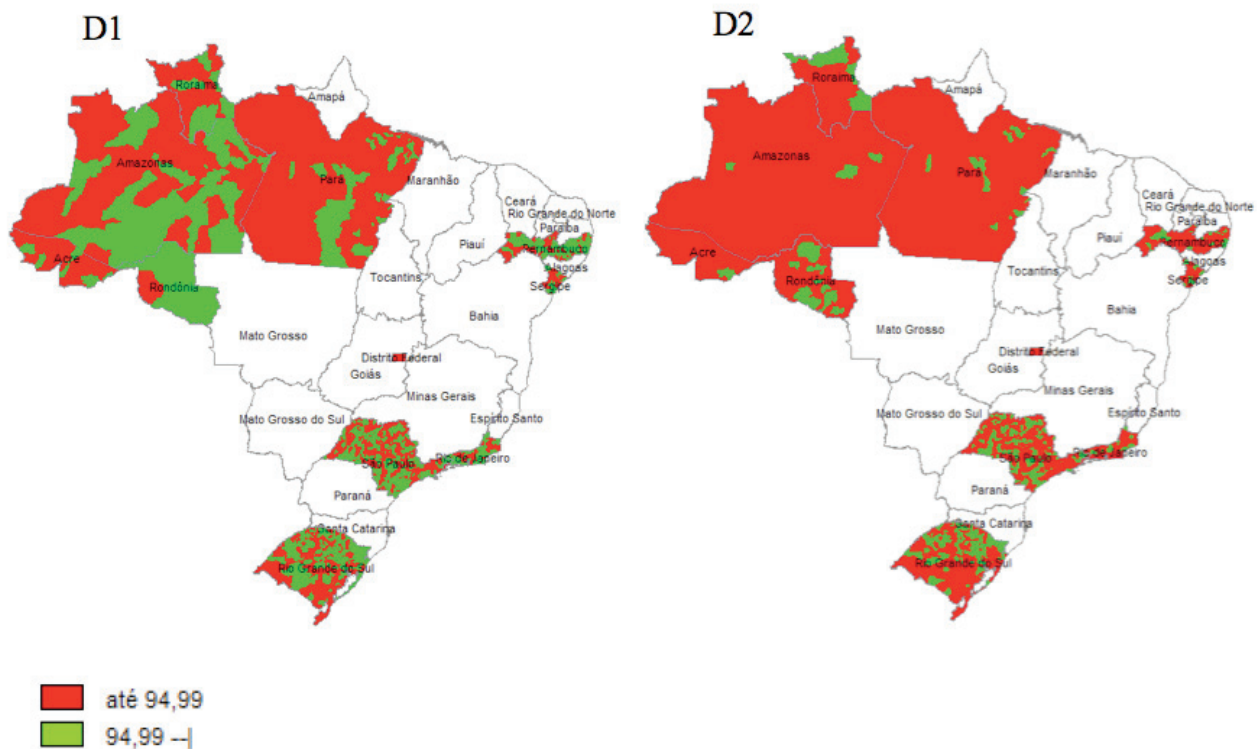 D1
Roraima
Amapá
Amazonas
Pará
Maranhão
Ceará
Rio Grande do Norte
Paraíba
Piauí
Pernambuco
Alagoas
Sergipe
Acre
Rondônia
Tocantins
Bahia
Mato Grosso
Distrito Federal
Goiás
Minas Gerais
Mato Grosso do Sul
Espírito Santo
São Paulo
Rio de Janeiro
Paraná
Santa Catarina
Rio Grande do Sul
D2
Roraima
Amapá
Amazonas
Pará
Maranhão
Ceará
Rio Grande do Norte
Paraíba
Piauí
Pernambuco
Alagoas
Sergipe
Acre
Rondônia
Tocantins
Bahia
Mato Grosso
Distrito Federal
Goiás
Minas Gerais
Mato Grosso do Sul
Espírito Santo
São Paulo
Rio de Janeiro
Paraná
Santa Catarina
Rio Grande do Sul
até 94,99
94,99 --|